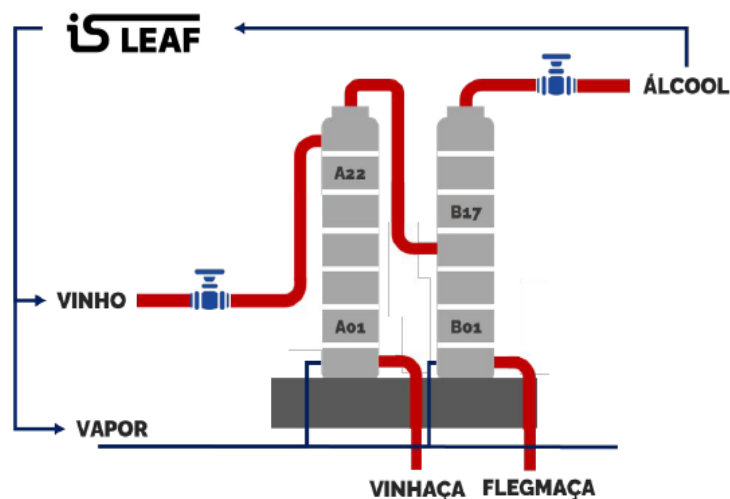 iS LEAF
ÁLCOOL
A22
B17
VINHO
A01
B01
VAPOR
VINHAÇA
FLEGMAÇA